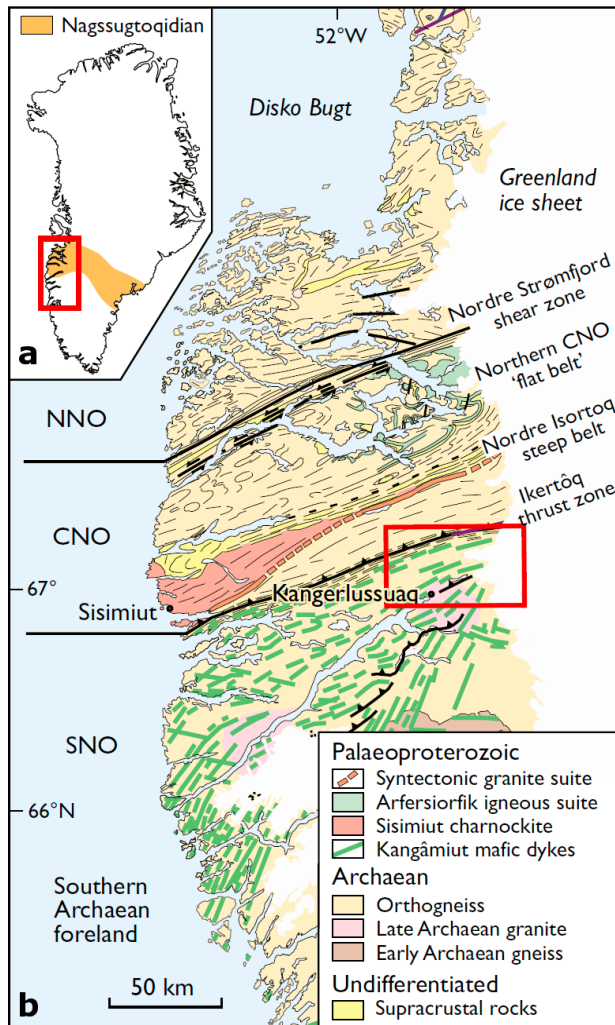 Nagssugtoqidian
a
52°W
Disko Bugt
Greenland
ice sheet
Nordre Strømfjord
shear zone
Northern CNO
‘flat belt’
Nordre Isortoq
steep belt
Ikertôq
thrust zone
NNO
CNO
67°
Sisimiut
Kangerlussuaq
SNO
66°N
Southern
Archaean
foreland
50 km
b
Palaeoproterozoic
Syntectonic granite suite
Arfersiorfik igneous suite
Sisimiut charnockite
Kangâmiut mafic dykes
Archaean
Orthogneiss
Late Archaean granite
Early Archaean gneiss
Undifferentiated
Supracrustal rocks